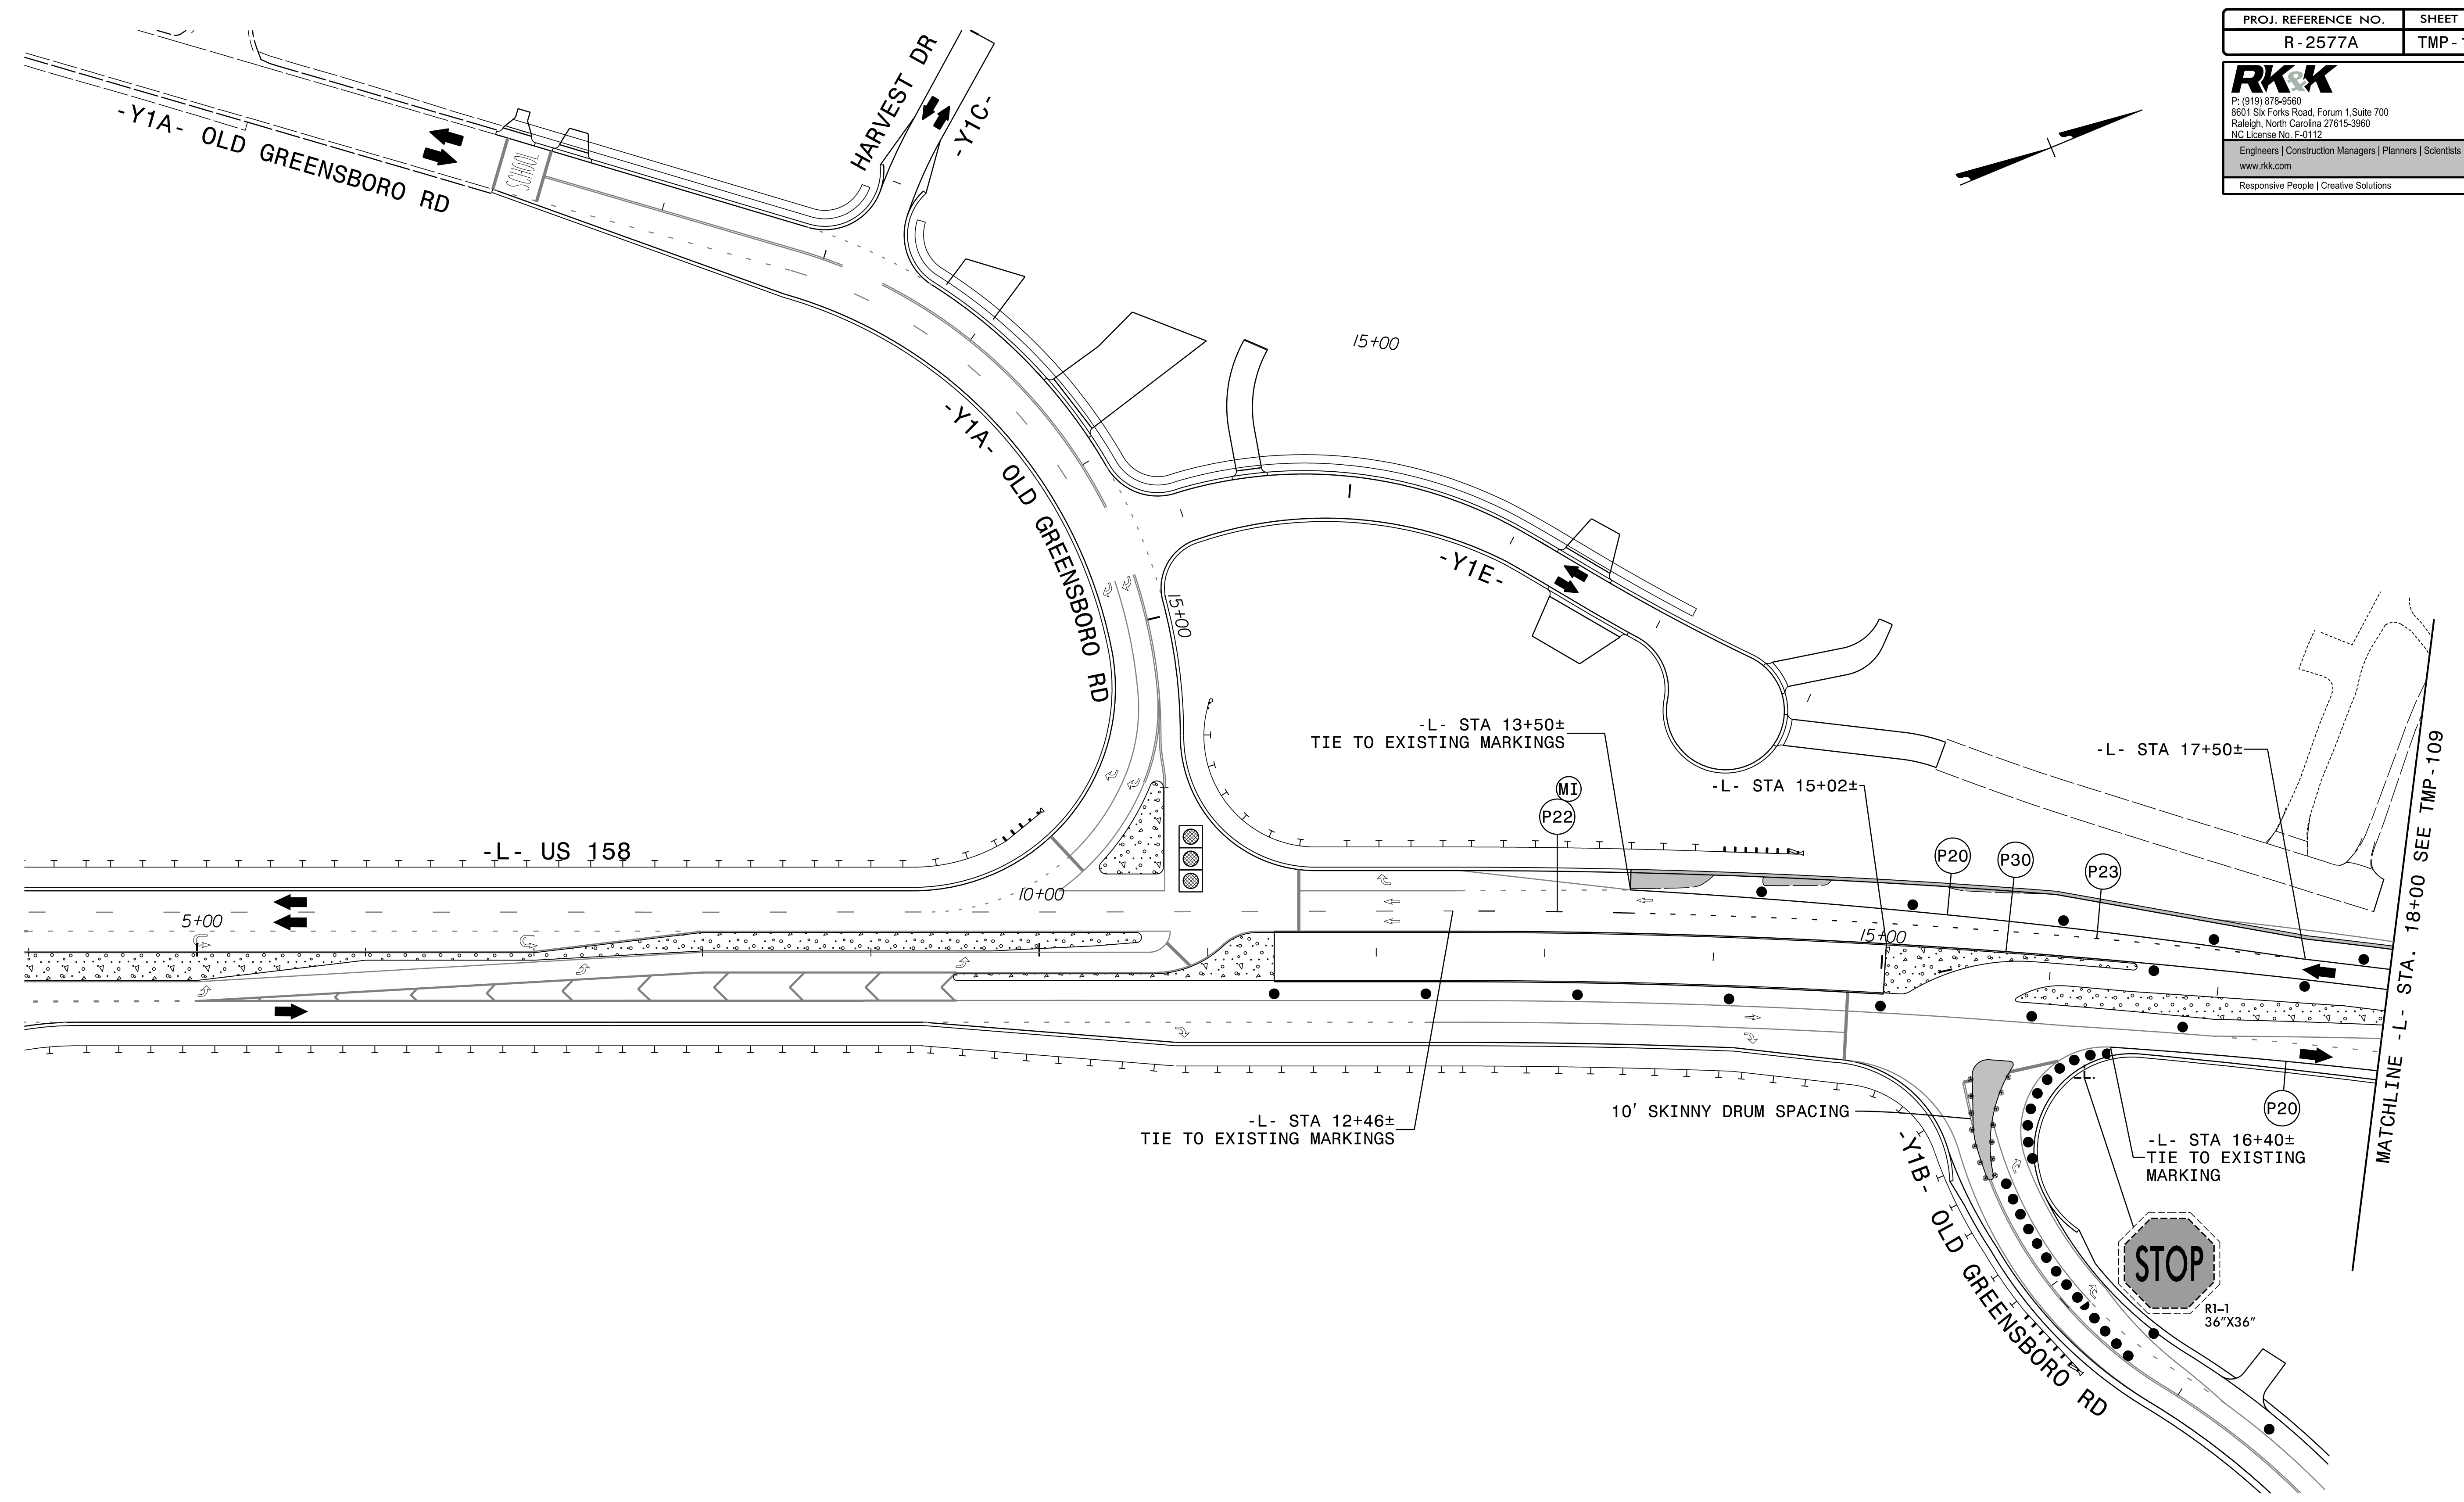 PROJ. REFERENCE NO.
SHEET
R-2577A
TMP-1
RK&K
P: (919) 878-9560
8601 Six Forks Road, Forum 1,Suite 700
Raleigh, North Carolina 27615-3960
NC License No. F-0112
Engineers | Construction Managers | Planners | Scientists
www.rkk.com
Responsive People | Creative Solutions
HARVEST DR
-Y1C-
-Y1A- OLD GREENSBORO RD
SCHOOL
15+00
-Y1A- OLD GREENSBORO RD
-Y1E-
15+00
-L- STA 13+50±
TIE TO EXISTING MARKINGS
-L- STA 17+50±
MI
P22
-L- STA 15+02±
-L- US 158
P20
P30
P23
10+00
5+00
15+00
MATCHLINE -L- STA. 18+00 SEE TMP-109
-L- STA 12+46±
TIE TO EXISTING MARKINGS
10' SKINNY DRUM SPACING
P20
-L- STA 16+40±
TIE TO EXISTING
MARKING
-Y1B- OLD GREENSBORO RD
STOP
R1-1
36"X36"